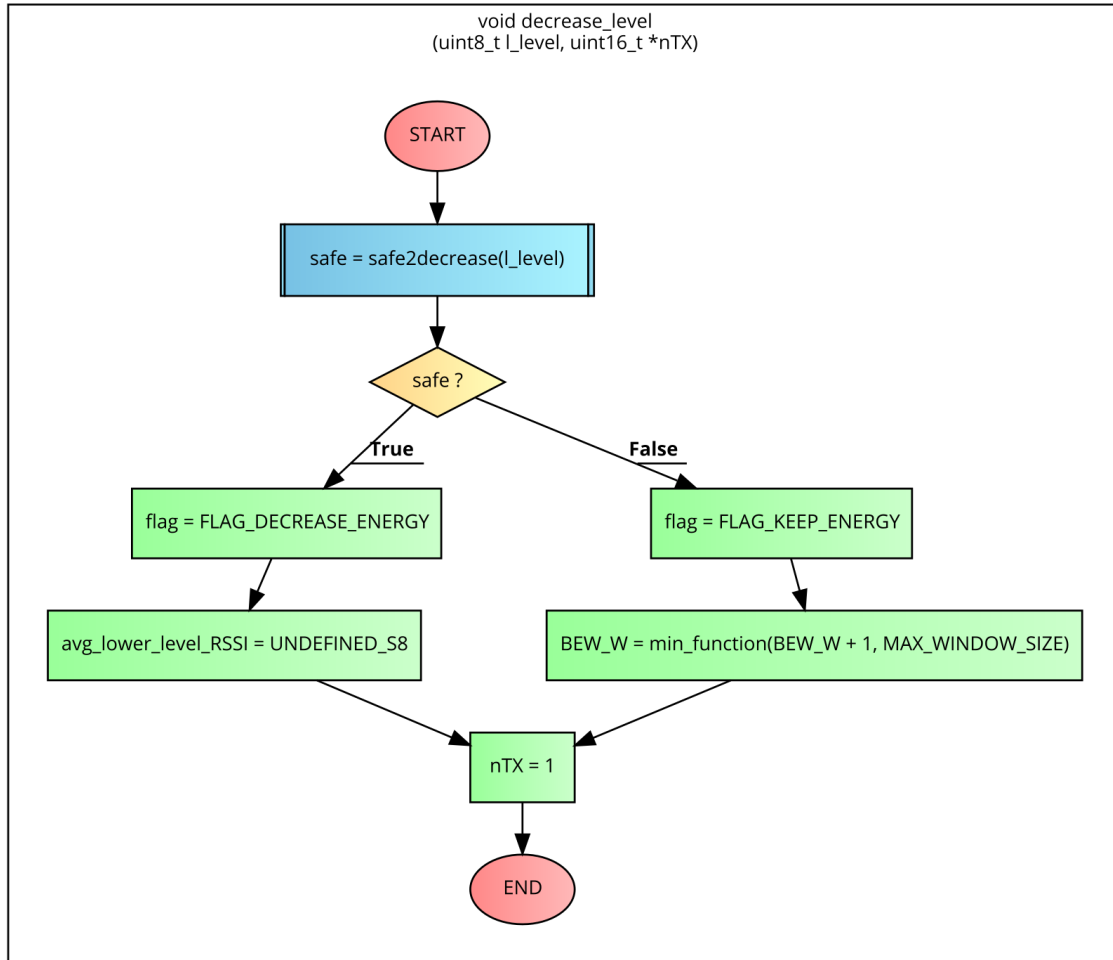 void decrease_level
(uint8_t l_level, uint16_t *nTX)
START
safe = safe2decrease(l_level)
safe ?
True
False
flag = FLAG_DECREASE_ENERGY
flag = FLAG_KEEP_ENERGY
avg_lower_level_RSSI = UNDEFINED_S8
BEW_W = min_function(BEW_W + 1, MAX_WINDOW_SIZE)
nTX = 1
END